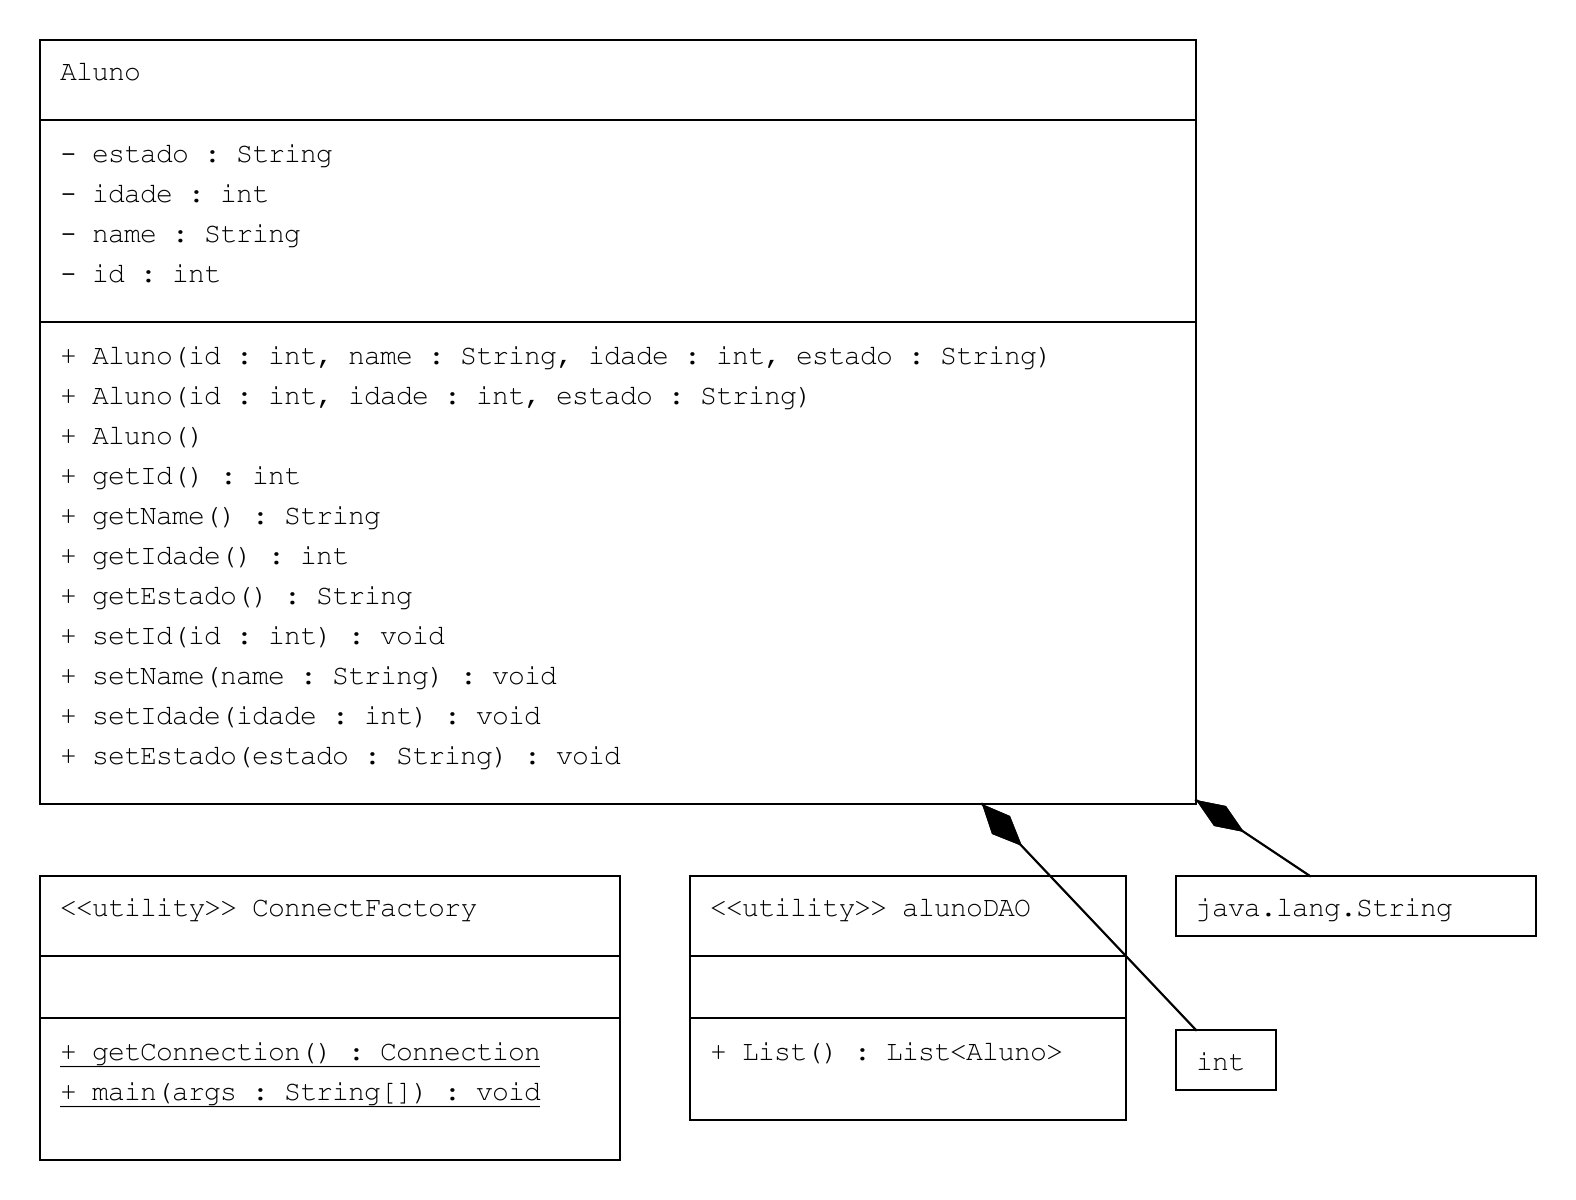 Aluno
- estado : String
- idade : int
- name : String
- id : int
+ Aluno(id : int, name : String, idade : int, estado : String)
+ Aluno(id : int, idade : int, estado : String)
+ Aluno()
+ getId() : int
+ getName() : String
+ getIdade() : int
+ getEstado() : String
+ setId(id : int) : void
+ setName(name : String) : void
+ setIdade(idade : int) : void
+ setEstado(estado : String) : void
<<utility>> ConnectFactory
+ getConnection() : Connection
+ main(args : String[]) : void
<<utility>> alunoDAO
+ List() : List<Aluno>
java.lang.String
int